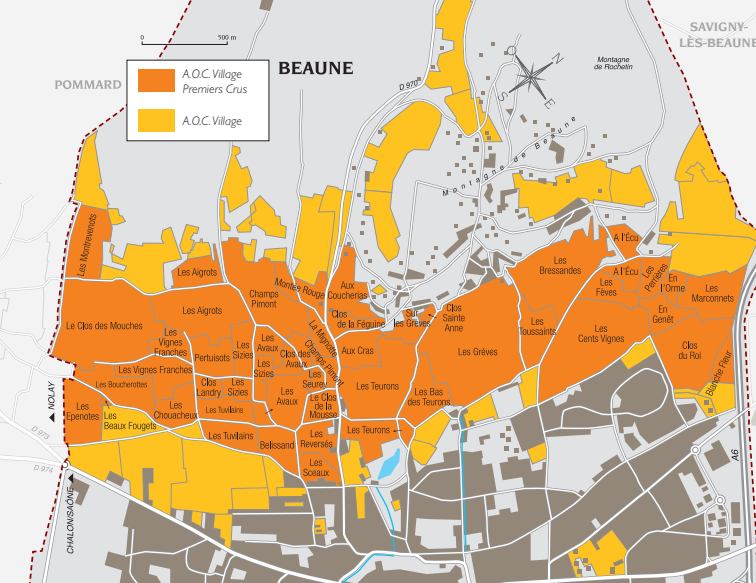 SAVIGNY-
LÈS-BEAUNE
0 500 m
BEAUNE
POMMARD
A.O.C. Village
Premiers Crus
A.O.C. Village
D 970
O
N
S
E
Montagne
de Rochetin
Montagne de Beaune
Les Montrevenots
Les Aigrots
Champs
Pimont
Montée Rouge
Aux
Coucherias
Clos
de la Féguine
Sur
les Grèves
Clos
Sainte
Anne
Les
Bressandes
A l'Écu
A l'Écu
Les
Fèves
Les
Perrières
En
l'Orme
Les
Marconnets
En
Genêt
Le Clos des Mouches
Les Aigrots
Les
Vignes
Franches
Pertuisots
Les
Sizies
Les
Avaux
Les
Sizies
Clos des
Avaux
La Mignotte
Champs Pimont
Aux Cras
Les Grèves
Les
Toussaints
Les
Cents Vignes
Clos
du Roi
Blanche Fleur
Les Vignes Franches
Les Boucherottes
Clos
Landry
Les
Sizies
Les
Avaux
Les
Seurey
Les Teurons
Les Bas
des Teurons
Le Clos
de la
Mousse
Les
Epenotes
Les
Beaux Fougets
Les
Chouacheux
Les Tuvilains
Les Tuvilains
Belissand
Les
Reversés
Les Teurons
Les
Sceaux
NOLAY
D 973
D 974
CHALON/SAÔNE
A6